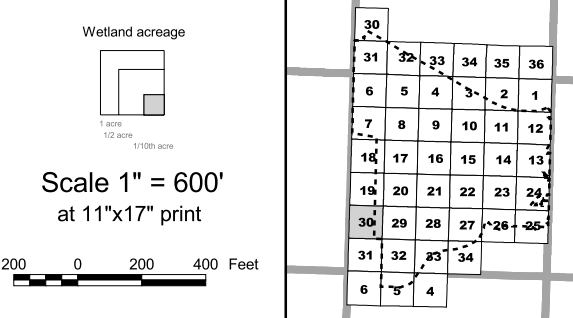 Wetland acreage
1 acre
1/2 acre
1/10th acre
Scale 1" = 600'
at 11"x17" print
200 0 200 400 Feet
30
31 32 33 34 35 36
6 5 4 3 2 1
7 8 9 10 11 12
18 17 16 15 14 13
19 20 21 22 23 24
30 29 28 27 26 25
31 32 33 34
6 5 4